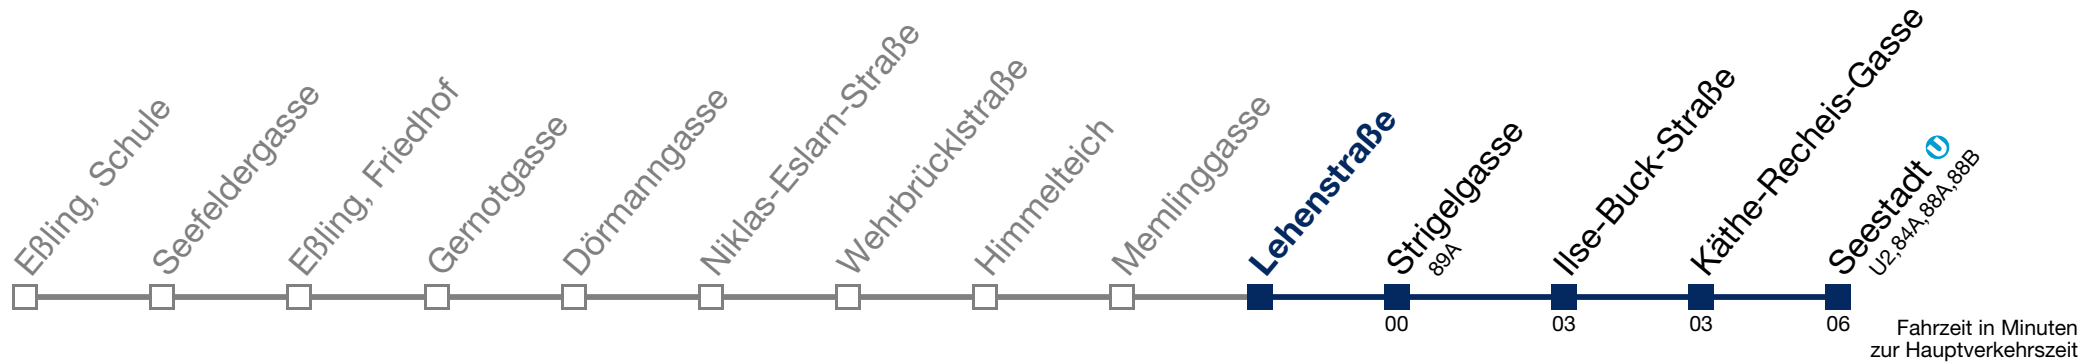 Eßling, Schule
Seefeldergasse
Eßling, Friedhof
Gernotgasse
Dörmanngasse
Niklas-Eslarn-Straße
Wehrbrücklstraße
Himmelteich
Memlinggasse
Lehenstraße
Strigelgasse
89A
Ilse-Buck-Straße
Käthe-Recheis-Gasse
Seestadt U
U2,84A,88A,88B
00
03
03
06
Fahrzeit in Minuten
zur Hauptverkehrszeit